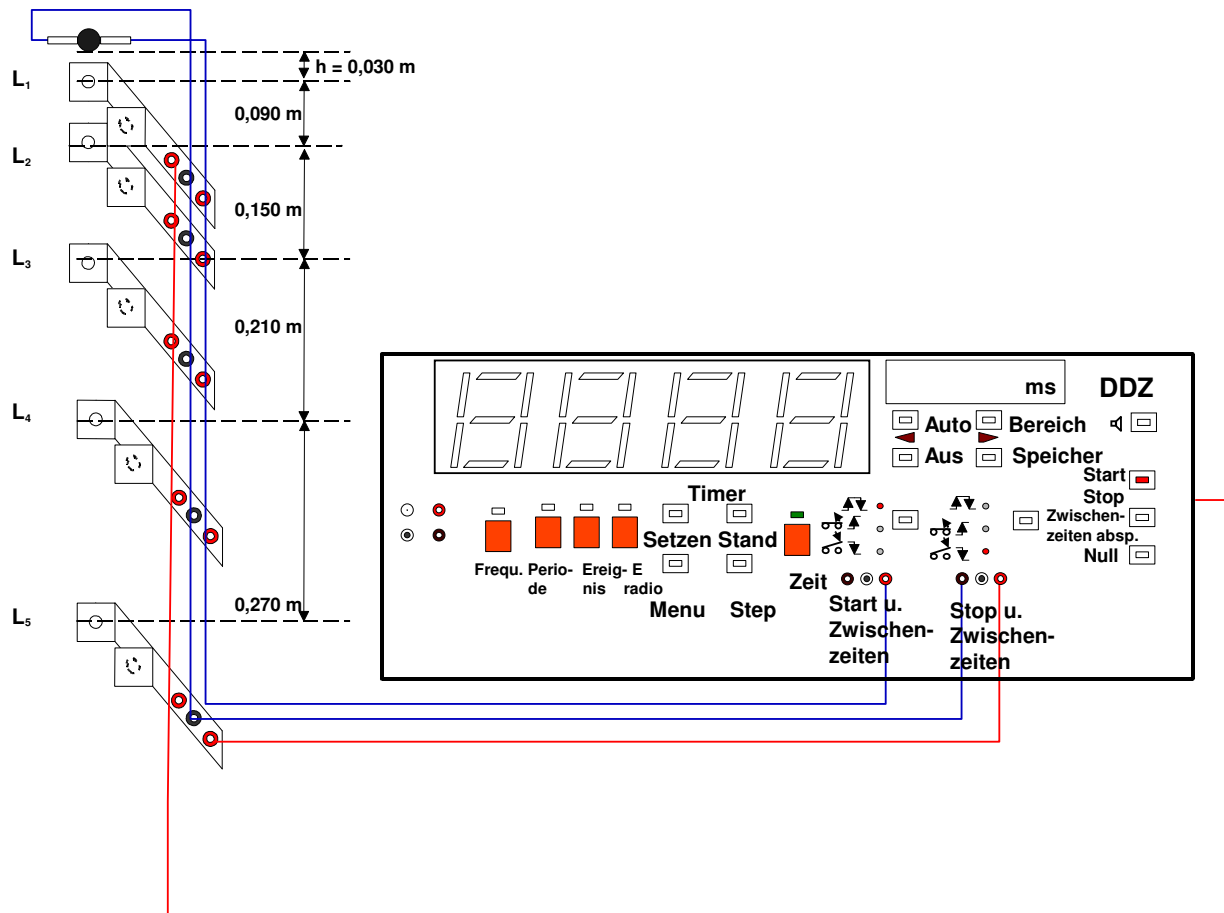 h = 0,030 m
L₁
0,090 m
L₂
0,150 m
L₃
0,210 m
L₄
0,270 m
L₅
ms
DDZ
Auto
Bereich
Aus
Speicher
Start
Stop
Zwischen-
zeiten absp.
Null
Timer
Setzen Stand
Menu Step
Frequ. Perio- Ereig- E
de nis radio
Zeit
Start u.
Zwischen-
zeiten
Stop u.
Zwischen-
zeiten